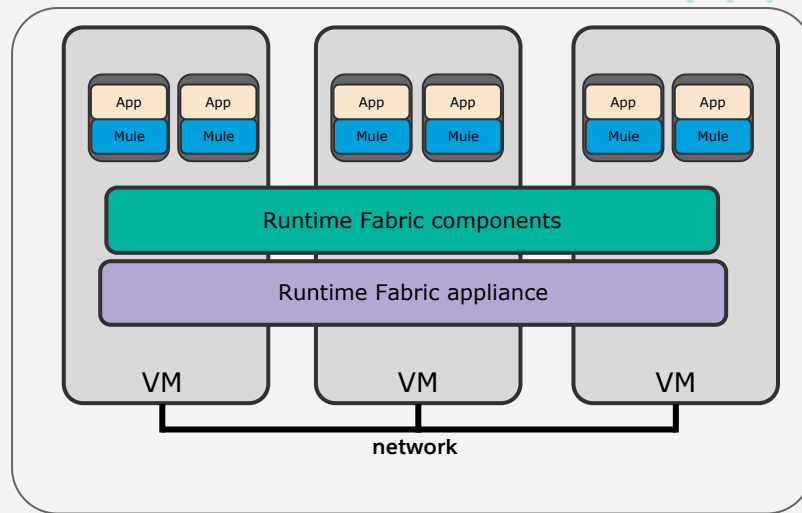 App App App App App App
Mule Mule Mule Mule Mule Mule
Runtime Fabric components
Runtime Fabric appliance
VM VM VM
network